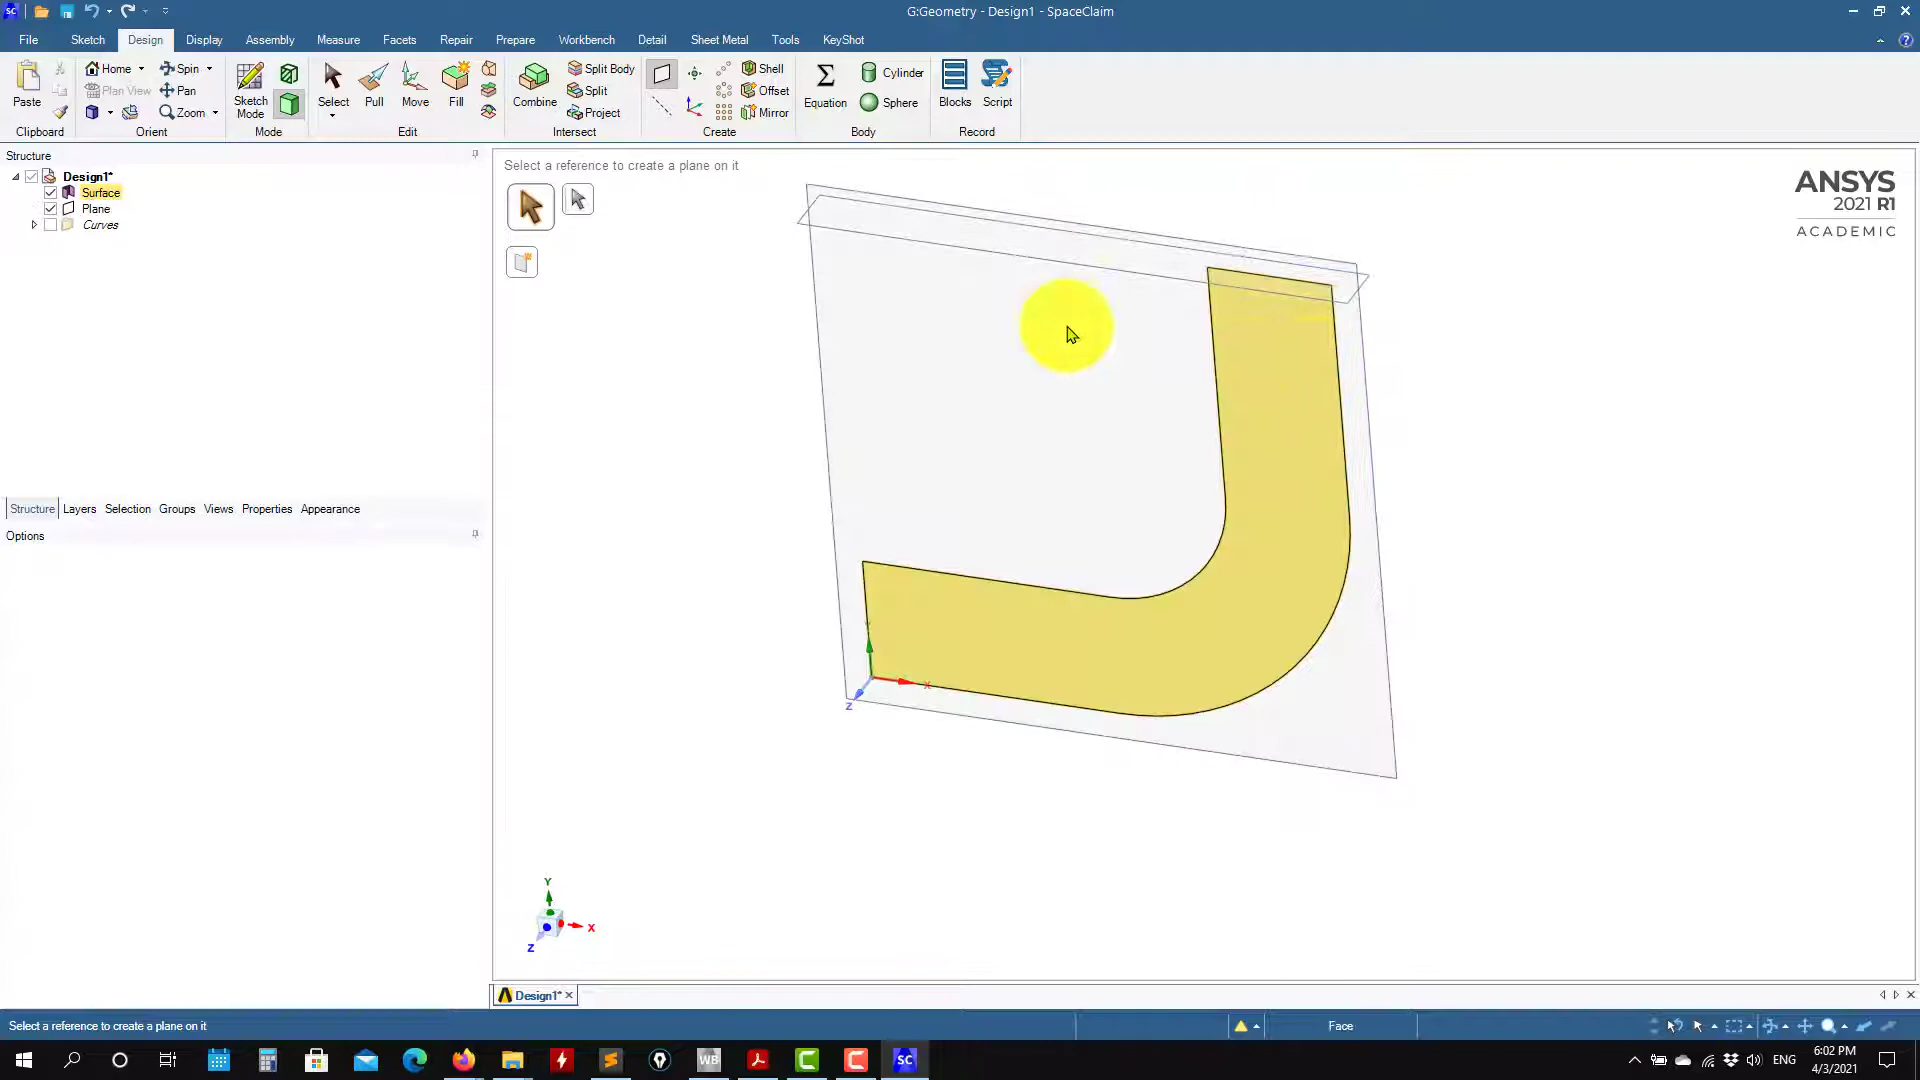 G:Geometry - Design1 - SpaceClaim
File Sketch Design Display Assembly Measure Facets Repair Prepare Workbench Detail Sheet Metal Tools KeyShot
Home Spin Split Body Shell Cylinder
Plan View Pan Split Offset
Paste Zoom Sketch Mode Select Pull Move Fill Combine Project Mirror Equation Sphere Blocks Script
Clipboard Orient Mode Edit Intersect Create Body Record
Structure
Design1*
Surface
Plane
Curves
Structure Layers Selection Groups Views Properties Appearance
Options
Select a reference to create a plane on it
ANSYS
2021 R1
ACADEMIC
X
Z
Y
X
Z
Design1*
Select a reference to create a plane on it
Face
WB
SC
ENG
6:02 PM
4/3/2021